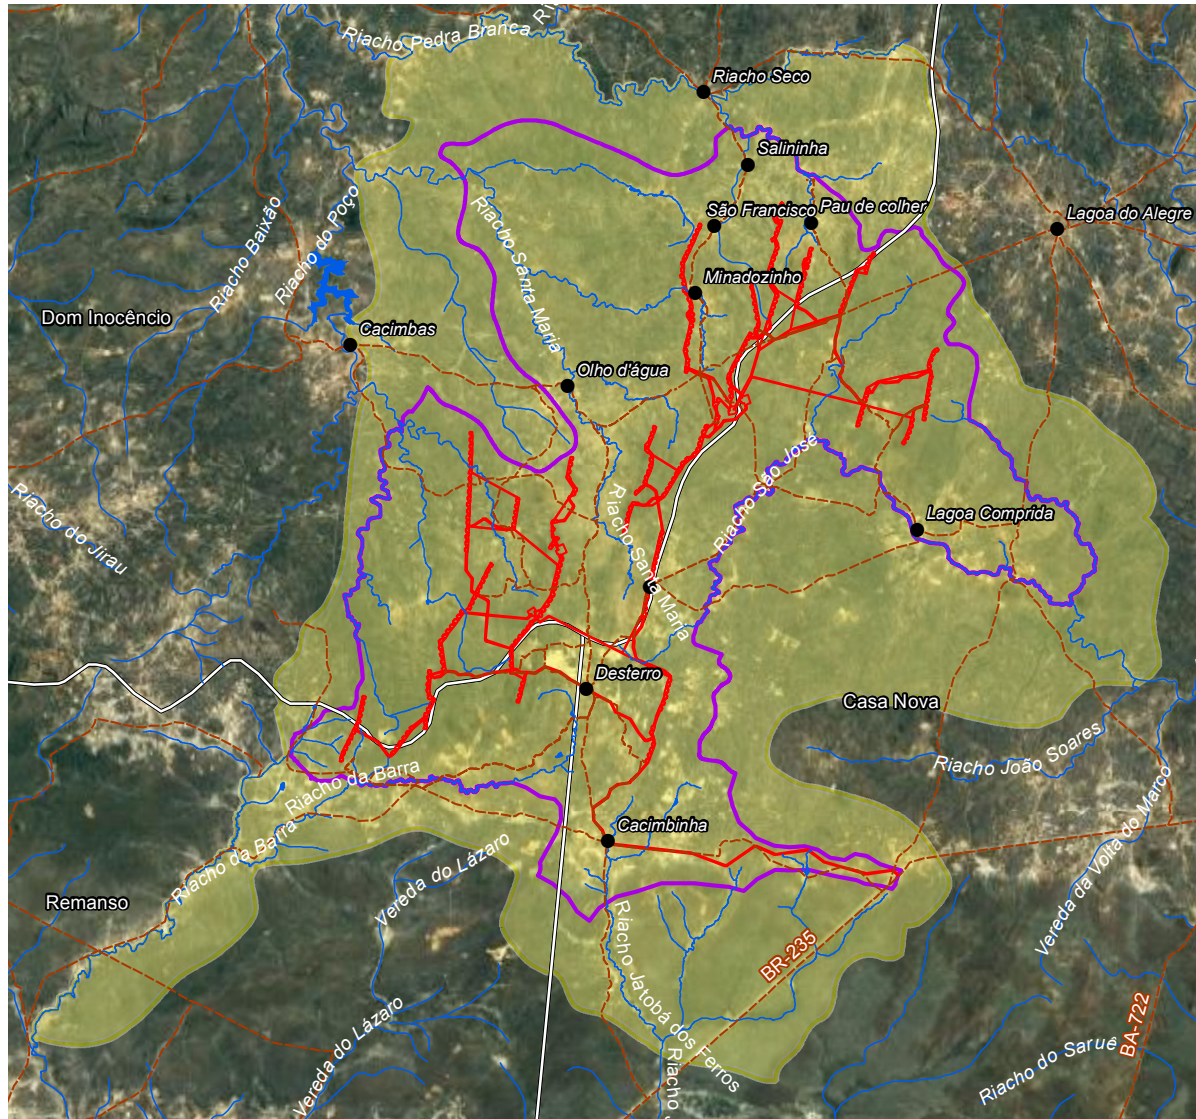 Riacho Pedra Branca
Riacho Seco
Salininha
São Francisco
Pau de colher
Lagoa do Alegre
Riacho Baixão
Riacho do Poço
Riacho Santa Maria
Minadozinho
Dom Inocêncio
Cacimbas
Olho d'água
Riacho do Jirau
Riacho São José
Lagoa Comprida
Riacho Santa Maria
Desterro
Casa Nova
Riacho João Soares
Riacho da Barra
Riacho da Barra
Cacimbinha
Vereda do Lázaro
Vereda da Volta do Marco
Remanso
BR-235
Riacho Jatobá dos Ferros
Vereda do Lázaro
Riacho
Riacho do Saruê
BA-722